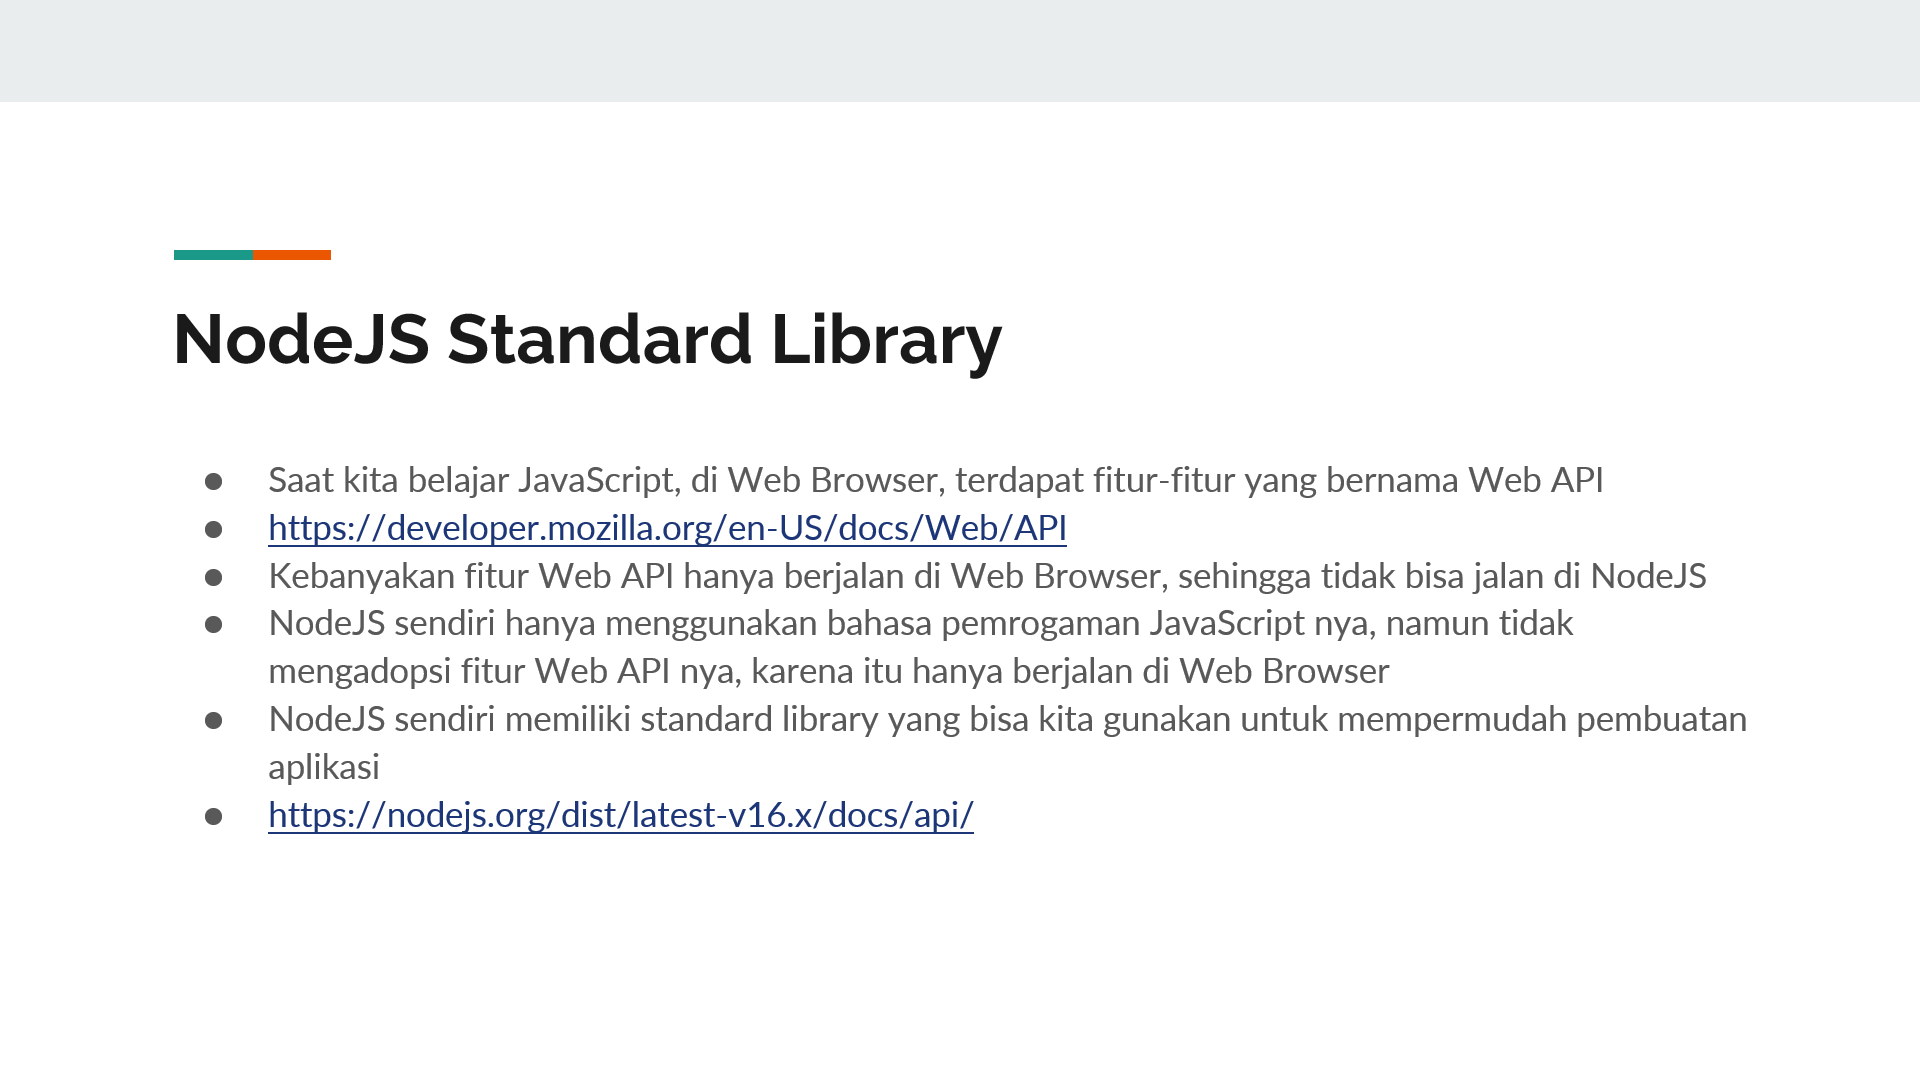 NodeJS Standard Library
● Saat kita belajar JavaScript, di Web Browser, terdapat fitur-fitur yang bernama Web API
● https://developer.mozilla.org/en-US/docs/Web/API
● Kebanyakan fitur Web API hanya berjalan di Web Browser, sehingga tidak bisa jalan di NodeJS
● NodeJS sendiri hanya menggunakan bahasa pemrogaman JavaScript nya, namun tidak
mengadopsi fitur Web API nya, karena itu hanya berjalan di Web Browser
● NodeJS sendiri memiliki standard library yang bisa kita gunakan untuk mempermudah pembuatan
aplikasi
● https://nodejs.org/dist/latest-v16.x/docs/api/